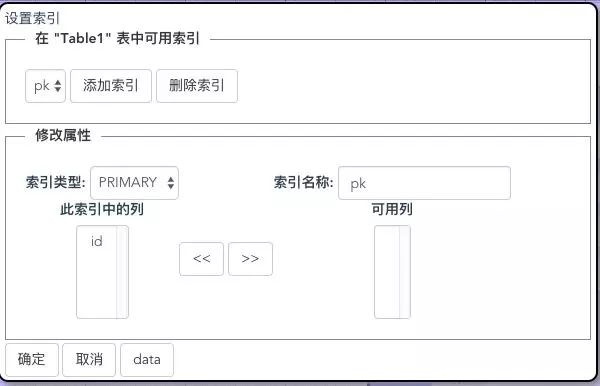 设置索引
在 "Table1" 表中可用索引
pk 添加索引 删除索引
修改属性
索引类型: PRIMARY 索引名称: pk
此索引中的列 可用列
id
<< >>
确定 取消 data